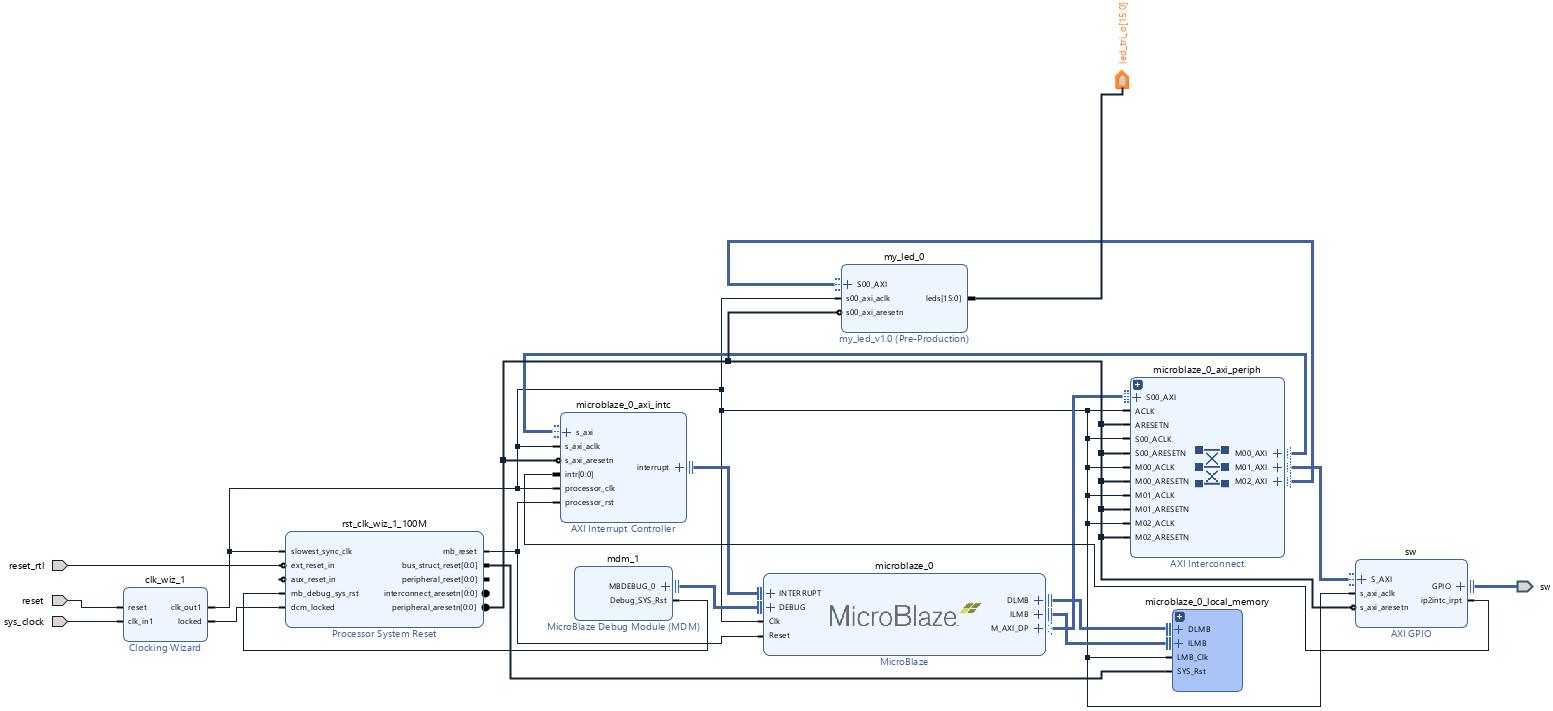 led_tri_o[15:0]
my_led_0
S00_AXI
s00_axi_aclk
s00_axi_aresetn
leds[15:0]
my_led_v1.0 (Pre-Production)
microblaze_0_axi_intc
s_axi
s_axi_aclk
s_axi_aresetn
intr[0:0]
processor_clk
processor_rst
interrupt
AXI Interrupt Controller
microblaze_0_axi_periph
S00_AXI
ACLK
ARESETN
S00_ACLK
S00_ARESETN
M00_ACLK
M00_ARESETN
M01_ACLK
M01_ARESETN
M02_ACLK
M02_ARESETN
M00_AXI
M01_AXI
M02_AXI
AXI Interconnect
reset_rtl
reset
sys_clock
clk_wiz_1
reset
clk_in1
clk_out1
locked
Clocking Wizard
rst_clk_wiz_1_100M
slowest_sync_clk
ext_reset_in
aux_reset_in
mb_debug_sys_rst
dcm_locked
mb_reset
bus_struct_reset[0:0]
peripheral_reset[0:0]
interconnect_aresetn[0:0]
peripheral_aresetn[0:0]
Processor System Reset
mdm_1
MBDEBUG_0
Debug_SYS_Rst
MicroBlaze Debug Module (MDM)
microblaze_0
INTERRUPT
DEBUG
Clk
Reset
MicroBlaze
DLMB
ILMB
M_AXI_DP
MicroBlaze
microblaze_0_local_memory
DLMB
ILMB
LMB_Clk
SYS_Rst
sw
S_AXI
s_axi_aclk
s_axi_aresetn
GPIO
ip2intc_irpt
AXI GPIO
sw